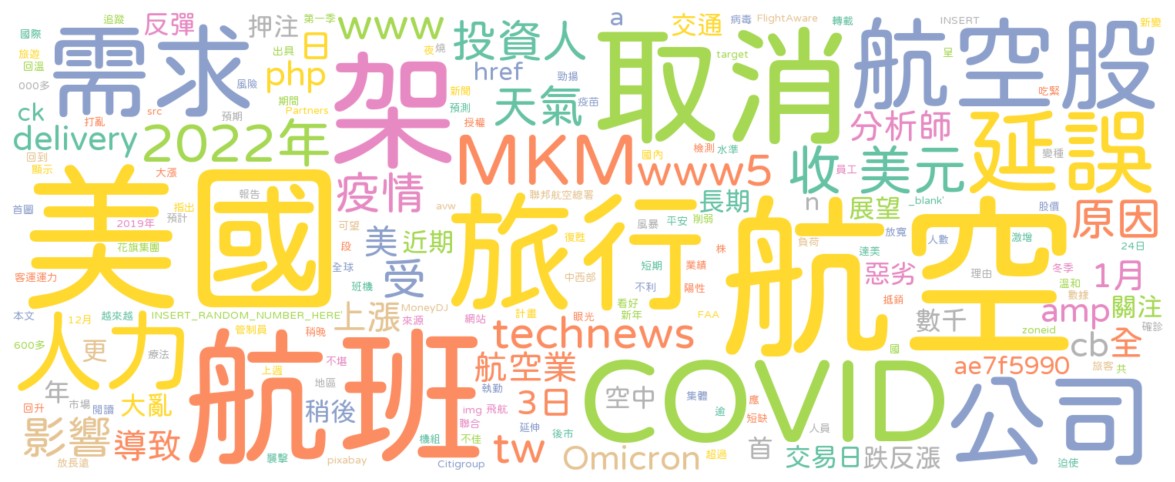 國際
追蹤
反彈
押注
www
第一季
投資人
a
交通
病毒
FlightAware
轉載
INSERT
新變
旅遊
回溫
需求
日
夜
燒
取消
target
航空股
呈
000多
風險
php
架
href
勁揚
新聞
預測
天氣
疫苗
吃緊
ck
打亂
src
預期
出具
期間
Partners
授權
分析師
延誤
delivery
2022年
MKM
國內
www5
檢測
水準
收
美元
員工
變種
回到
顯示
大漲
美國
報告
疫情
聯邦航空總署
長期
n
展望
_blank'
股價
原因
首圖
2019年
指出
預計
花旗集團
可望
段
美
近期
avw
旅行
復甦
風暴
平安
削弱
航空
放寬
人數
激增
24日
客運運力
全球
受
中西部
株
負荷
達美
惡劣
理由
冬季
1月
班機
短期
業績
不利
陽性
抵銷
溫和
數據
本文
12月
越來越
INSERT_RANDOM_NUMBER_HERE
上漲
MoneyDJ
來源
計畫
看好
新年
amp
關注
管制員
稍晚
網站
眼光
FAA
數千
zoneid
確診
600多
人力
更
療法
航班
不堪
technews
國
cb
全
年
市場
閱讀
上週
地區
航空業
執勤
COVID
ae7f5990
旅客
共
回升
大亂
稍後
3日
空中
集體
應
人員
公司
影響
導致
img
飛航
聯合
延伸
逾
短缺
放長遠
襲擊
機組
不佳
tw
後市
首
交易日
跌反漲
pixabay
Citigroup
Omicron
超過
迫使